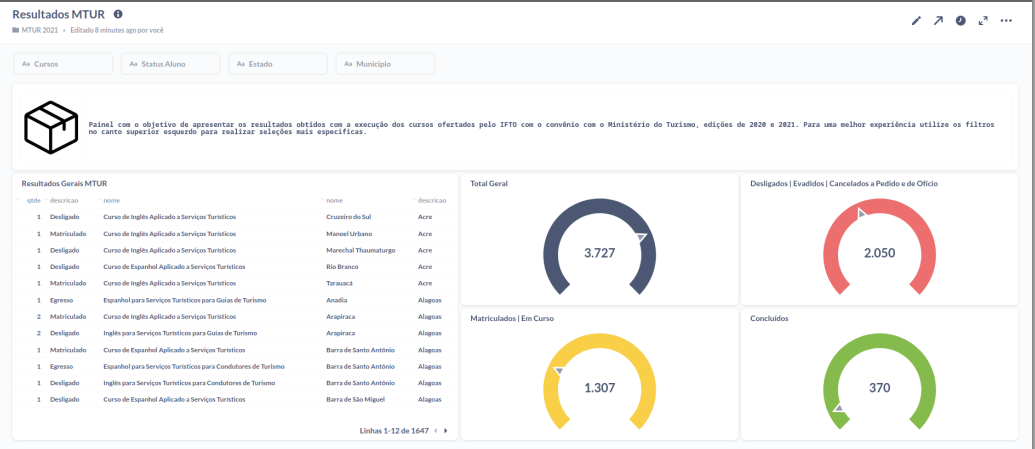 Resultados MTUR
MTUR 2021 • Editado 8 minutes ago por você
Aa Cursos
Aa Status Aluno
Aa Estado
Aa Municipio
Painel com o objetivo de apresentar os resultados obtidos com a execução dos cursos ofertados pelo IFTO com o convênio com o Ministério do Turismo, edições de 2020 e 2021. Para uma melhor experiência utilize os filtros
no canto superior esquerdo para realizar seleções mais específicas.
Resultados Gerais MTUR
qtde descricao nome nome descricao
1 Desligado Curso de Inglês Aplicado a Serviços Turísticos Cruzeiro do Sul Acre
1 Matriculado Curso de Inglês Aplicado a Serviços Turísticos Manoel Urbano Acre
1 Desligado Curso de Inglês Aplicado a Serviços Turísticos Marechal Thaumaturgo Acre
1 Desligado Curso de Espanhol Aplicado a Serviços Turísticos Rio Branco Acre
1 Matriculado Curso de Inglês Aplicado a Serviços Turísticos Tarauacá Acre
1 Egresso Espanhol para Serviços Turísticos para Guias de Turismo Anadia Alagoas
2 Matriculado Curso de Inglês Aplicado a Serviços Turísticos Arapiraca Alagoas
2 Desligado Inglês para Serviços Turísticos para Guias de Turismo Arapiraca Alagoas
1 Matriculado Curso de Espanhol Aplicado a Serviços Turísticos Barra de Santo Antônio Alagoas
1 Egresso Espanhol para Serviços Turísticos para Condutores de Turismo Barra de Santo Antônio Alagoas
1 Desligado Inglês para Serviços Turísticos para Condutores de Turismo Barra de Santo Antônio Alagoas
1 Desligado Curso de Espanhol Aplicado a Serviços Turísticos Barra de São Miguel Alagoas
Linhas 1-12 de 1647
Total Geral
3.727
Desligados | Evadidos | Cancelados a Pedido e de Ofício
2.050
Matriculados | Em Curso
1.307
Concluídos
370